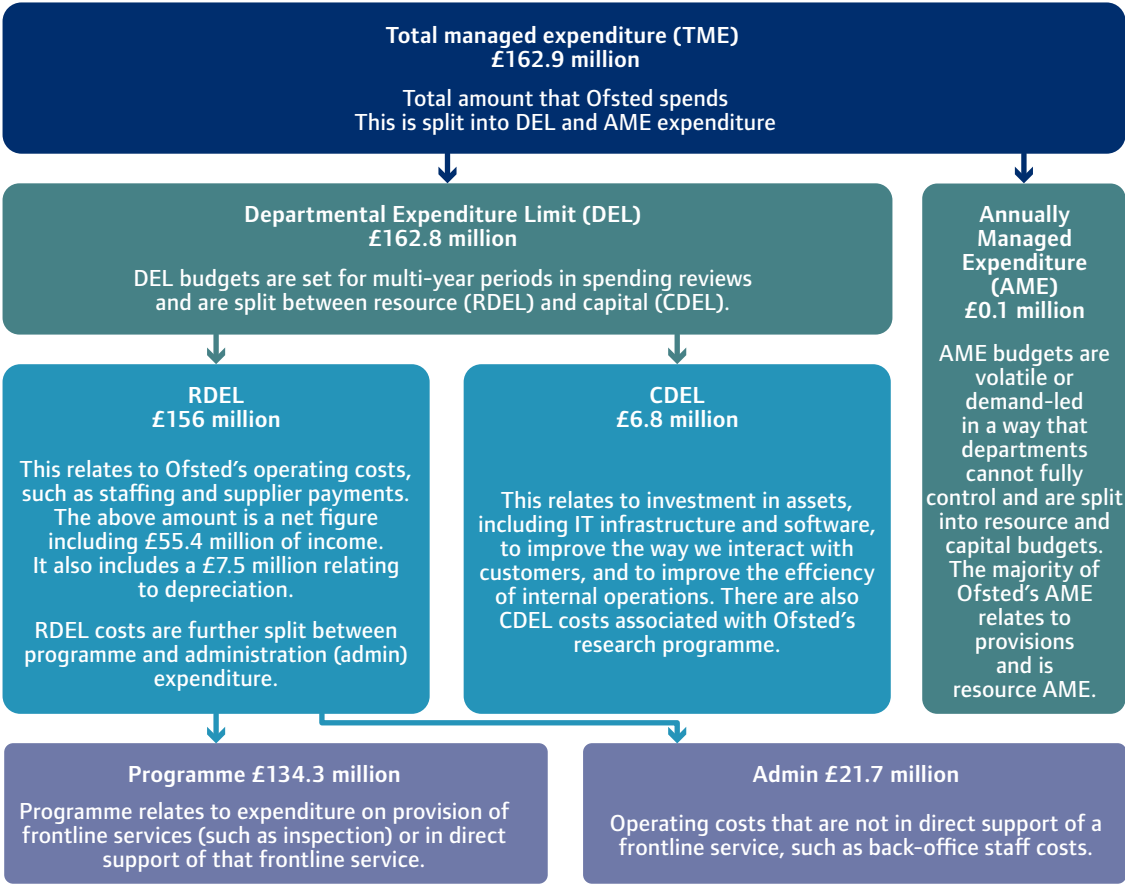 Total managed expenditure (TME)
£162.9 million
Total amount that Ofsted spends
This is split into DEL and AME expenditure
Departmental Expenditure Limit (DEL)
£162.8 million
DEL budgets are set for multi-year periods in spending reviews
and are split between resource (RDEL) and capital (CDEL).
Annually
Managed
Expenditure
(AME)
£0.1 million
AME budgets are
volatile or
demand-led
in a way that
departments
cannot fully
control and are split
into resource and
capital budgets.
The majority of
Ofsted’s AME
relates to
provisions
and is
resource AME.
RDEL
£156 million
This relates to Ofsted’s operating costs,
such as staffing and supplier payments.
The above amount is a net figure
including £55.4 million of income.
It also includes a £7.5 million relating
to depreciation.
RDEL costs are further split between
programme and administration (admin)
expenditure.
CDEL
£6.8 million
This relates to investment in assets,
including IT infrastructure and software,
to improve the way we interact with
customers, and to improve the effciency
of internal operations. There are also
CDEL costs associated with Ofsted’s
research programme.
Programme £134.3 million
Programme relates to expenditure on provision of
frontline services (such as inspection) or in direct
support of that frontline service.
Admin £21.7 million
Operating costs that are not in direct support of a
frontline service, such as back-office staff costs.